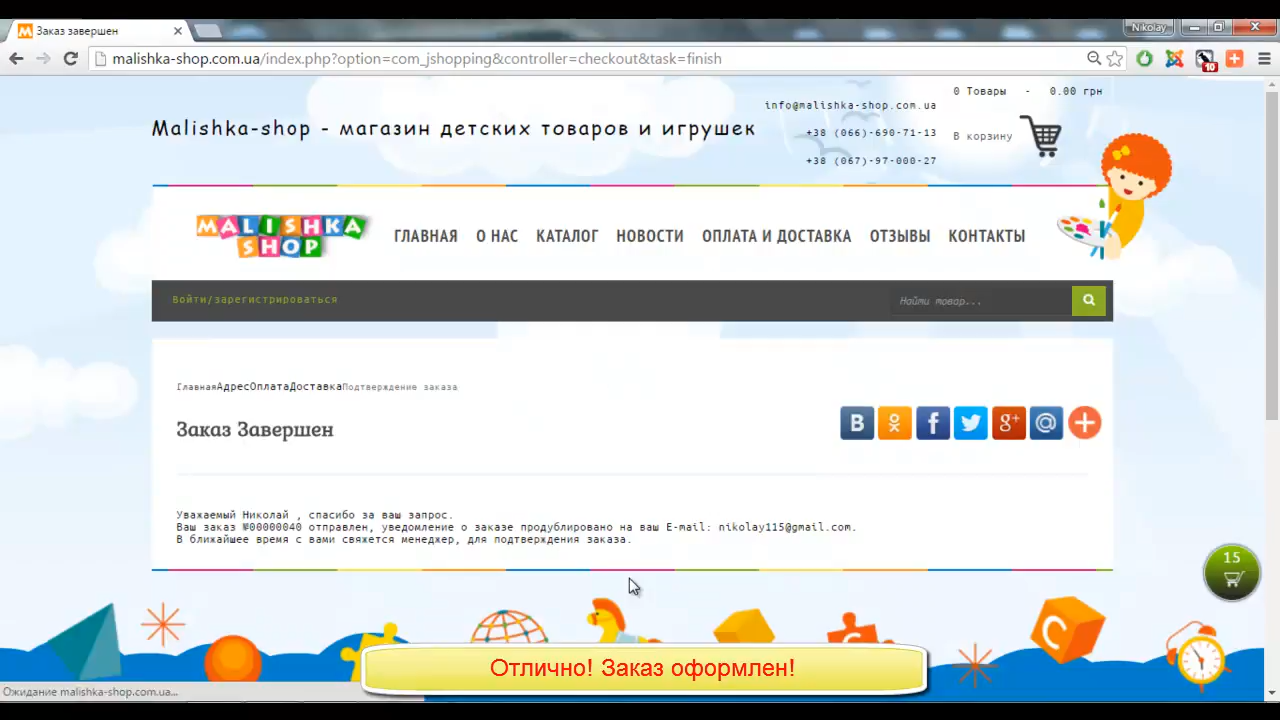 Заказ завершен
Nikolay
malishka-shop.com.ua/index.php?option=com_jshopping&controller=checkout&task=finish
10
0 Товары - 0.00 грн
info@malishka-shop.com.ua
Malishka-shop - магазин детских товаров и игрушек
+38 (066)-690-71-13
В корзину
+38 (067)-97-000-27
MALISHKA
SHOP
ГЛАВНАЯ О НАС КАТАЛОГ НОВОСТИ ОПЛАТА И ДОСТАВКА ОТЗЫВЫ КОНТАКТЫ
Войти/зарегистрироваться
Найти товар...
ГлавнаяАдресОплатаДоставкаПодтверждение заказа
Заказ Завершен
Уважаемый Николай , спасибо за ваш запрос.
Ваш заказ №00000040 отправлен, уведомление о заказе продублировано на ваш E-mail: nikolay115@gmail.com.
В ближайшее время с вами свяжется менеджер, для подтверждения заказа.
15
Отлично! Заказ оформлен!
Ожидание malishka-shop.com.ua...